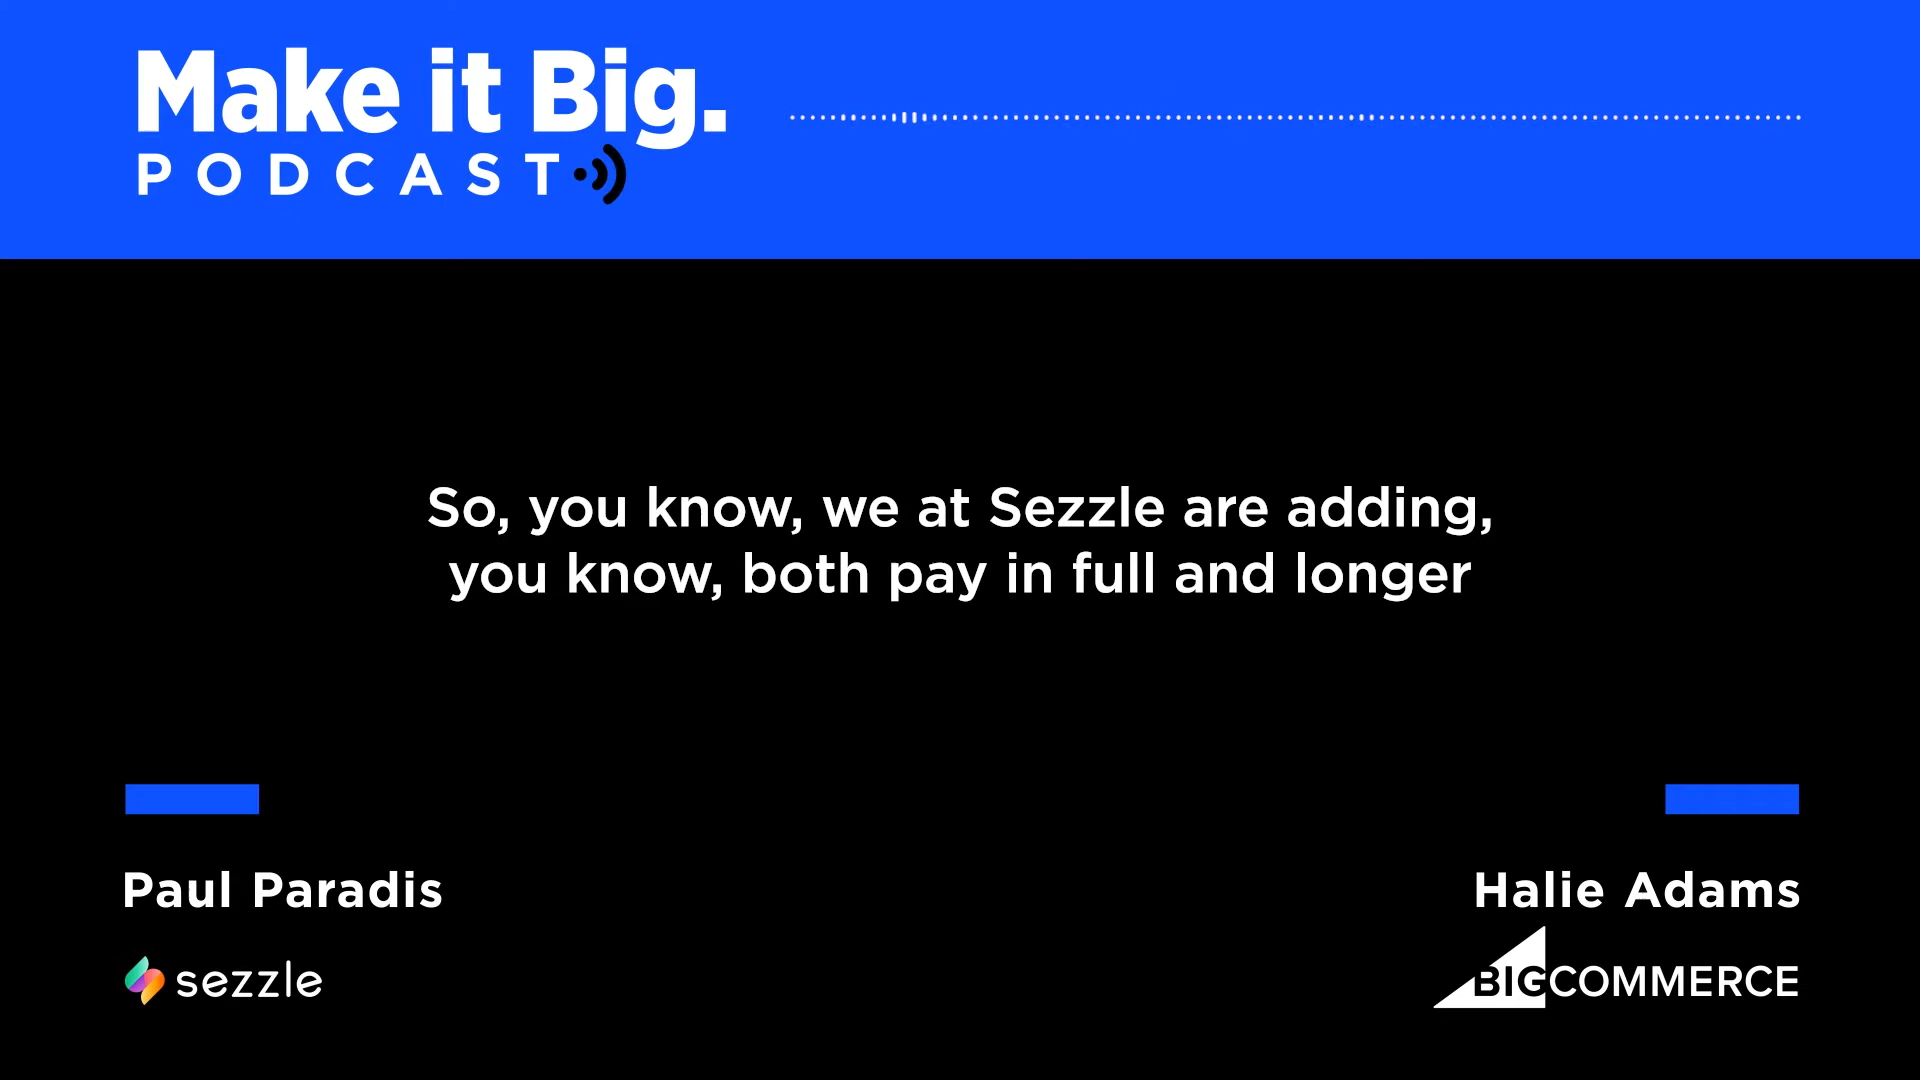 Make it Big.
PODCAST
So, you know, we at Sezzle are adding,
you know, both pay in full and longer
Paul Paradis
Halie Adams
sezzle
BIGCOMMERCE